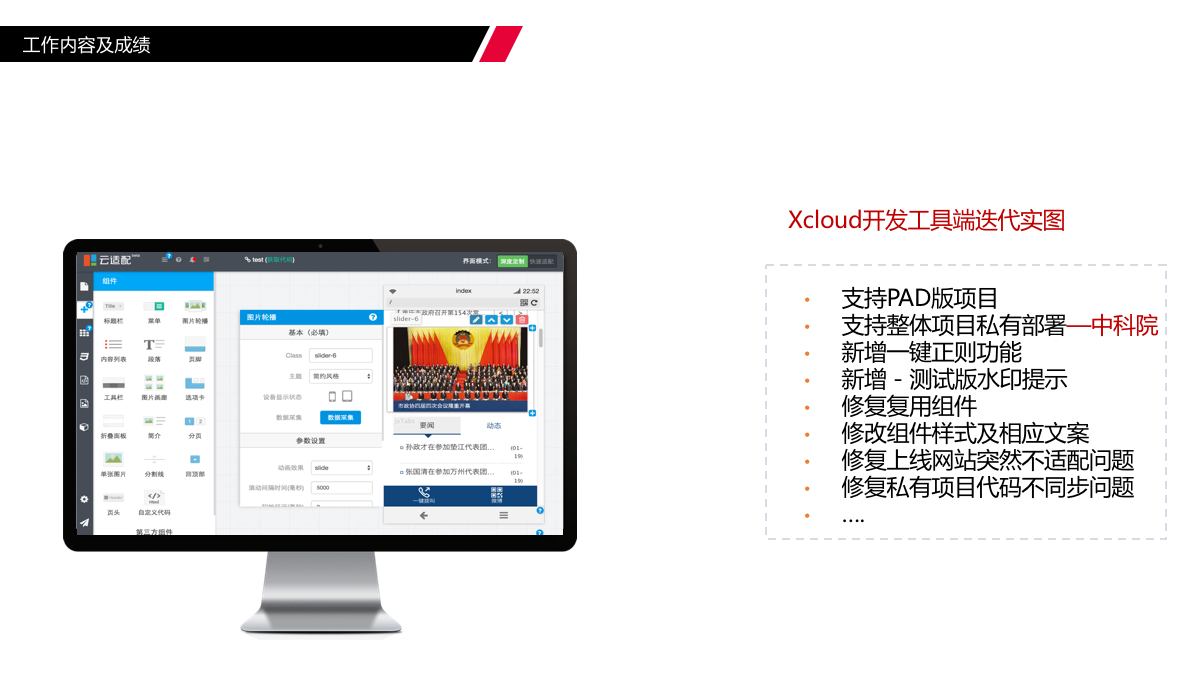 工作内容及成绩
Xcloud开发工具端迭代实图
• 支持PAD版项目
• 支持整体项目私有部署—中科院
• 新增一键正则功能
• 新增 - 测试版水印提示
• 修复复用组件
• 修改组件样式及相应文案
• 修复上线网站突然不适配问题
• 修复私有项目代码不同步问题
• ….
云适配 beta
test (获取代码)
界面模式: 深度定制 快速适配
组件
Title
标题栏 菜单 图片轮播
内容列表 段落 页脚
工具栏 图片画廊 选项卡
折叠面板 简介 分页
单张图片 分割线 回顶部
Header
html
页头 自定义代码
第三方组件
图片轮播
基本（必填）
Class slider-6
主题 简约风格
设备显示状态
数据采集 数据采集
参数设置
动画效果 slide
滚动间隔时间(毫秒) 5000
index 22:52
/
slider-6
市政协四届四次会议隆重开幕
要闻 动态
孙政才在参加垫江代表团... (01-19)
张国清在参加万州代表团... (01-19)
一键拨叫 微博